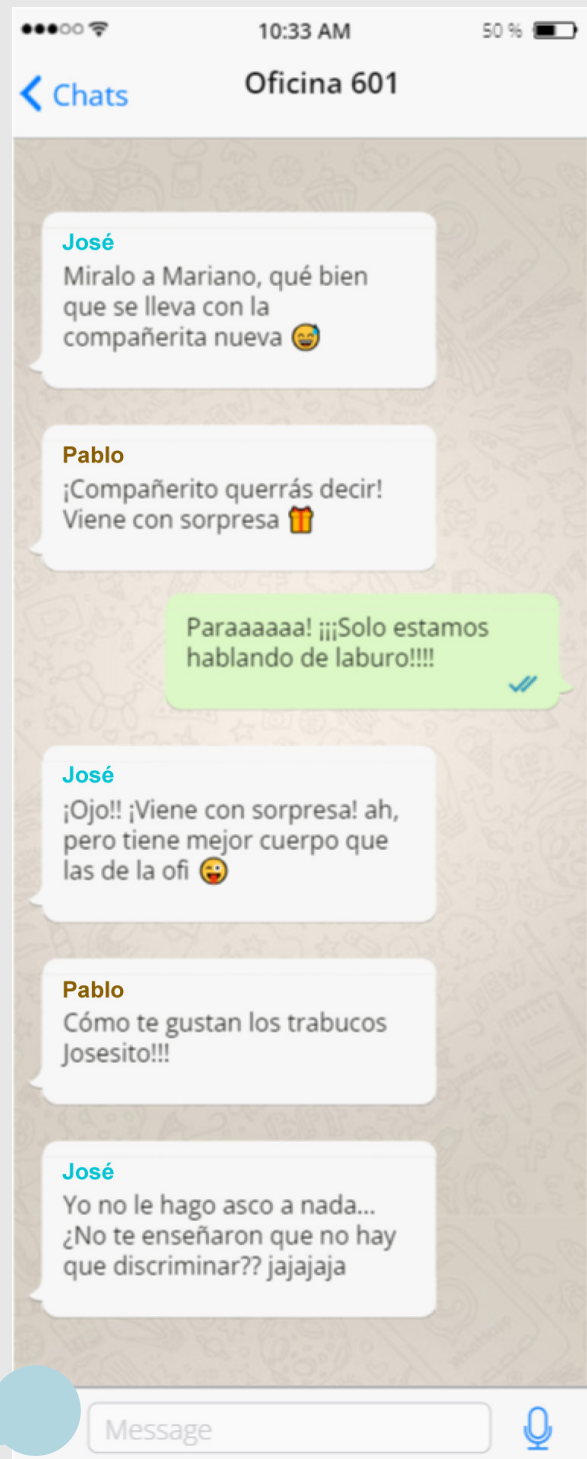 10:33 AM
50 %
Chats
Oficina 601
José
Miralo a Mariano, qué bien
que se lleva con la
compañerita nueva 😅
Pablo
¡Compañerito querrás decir!
Viene con sorpresa 🎁
Paraaaaaa! ¡¡¡Solo estamos
hablando de laburo!!!!
José
¡Ojo!! ¡Viene con sorpresa! ah,
pero tiene mejor cuerpo que
las de la ofi 😜
Pablo
Cómo te gustan los trabucos
Josesito!!!
José
Yo no le hago asco a nada...
¿No te enseñaron que no hay
que discriminar?? jajajaja
Message